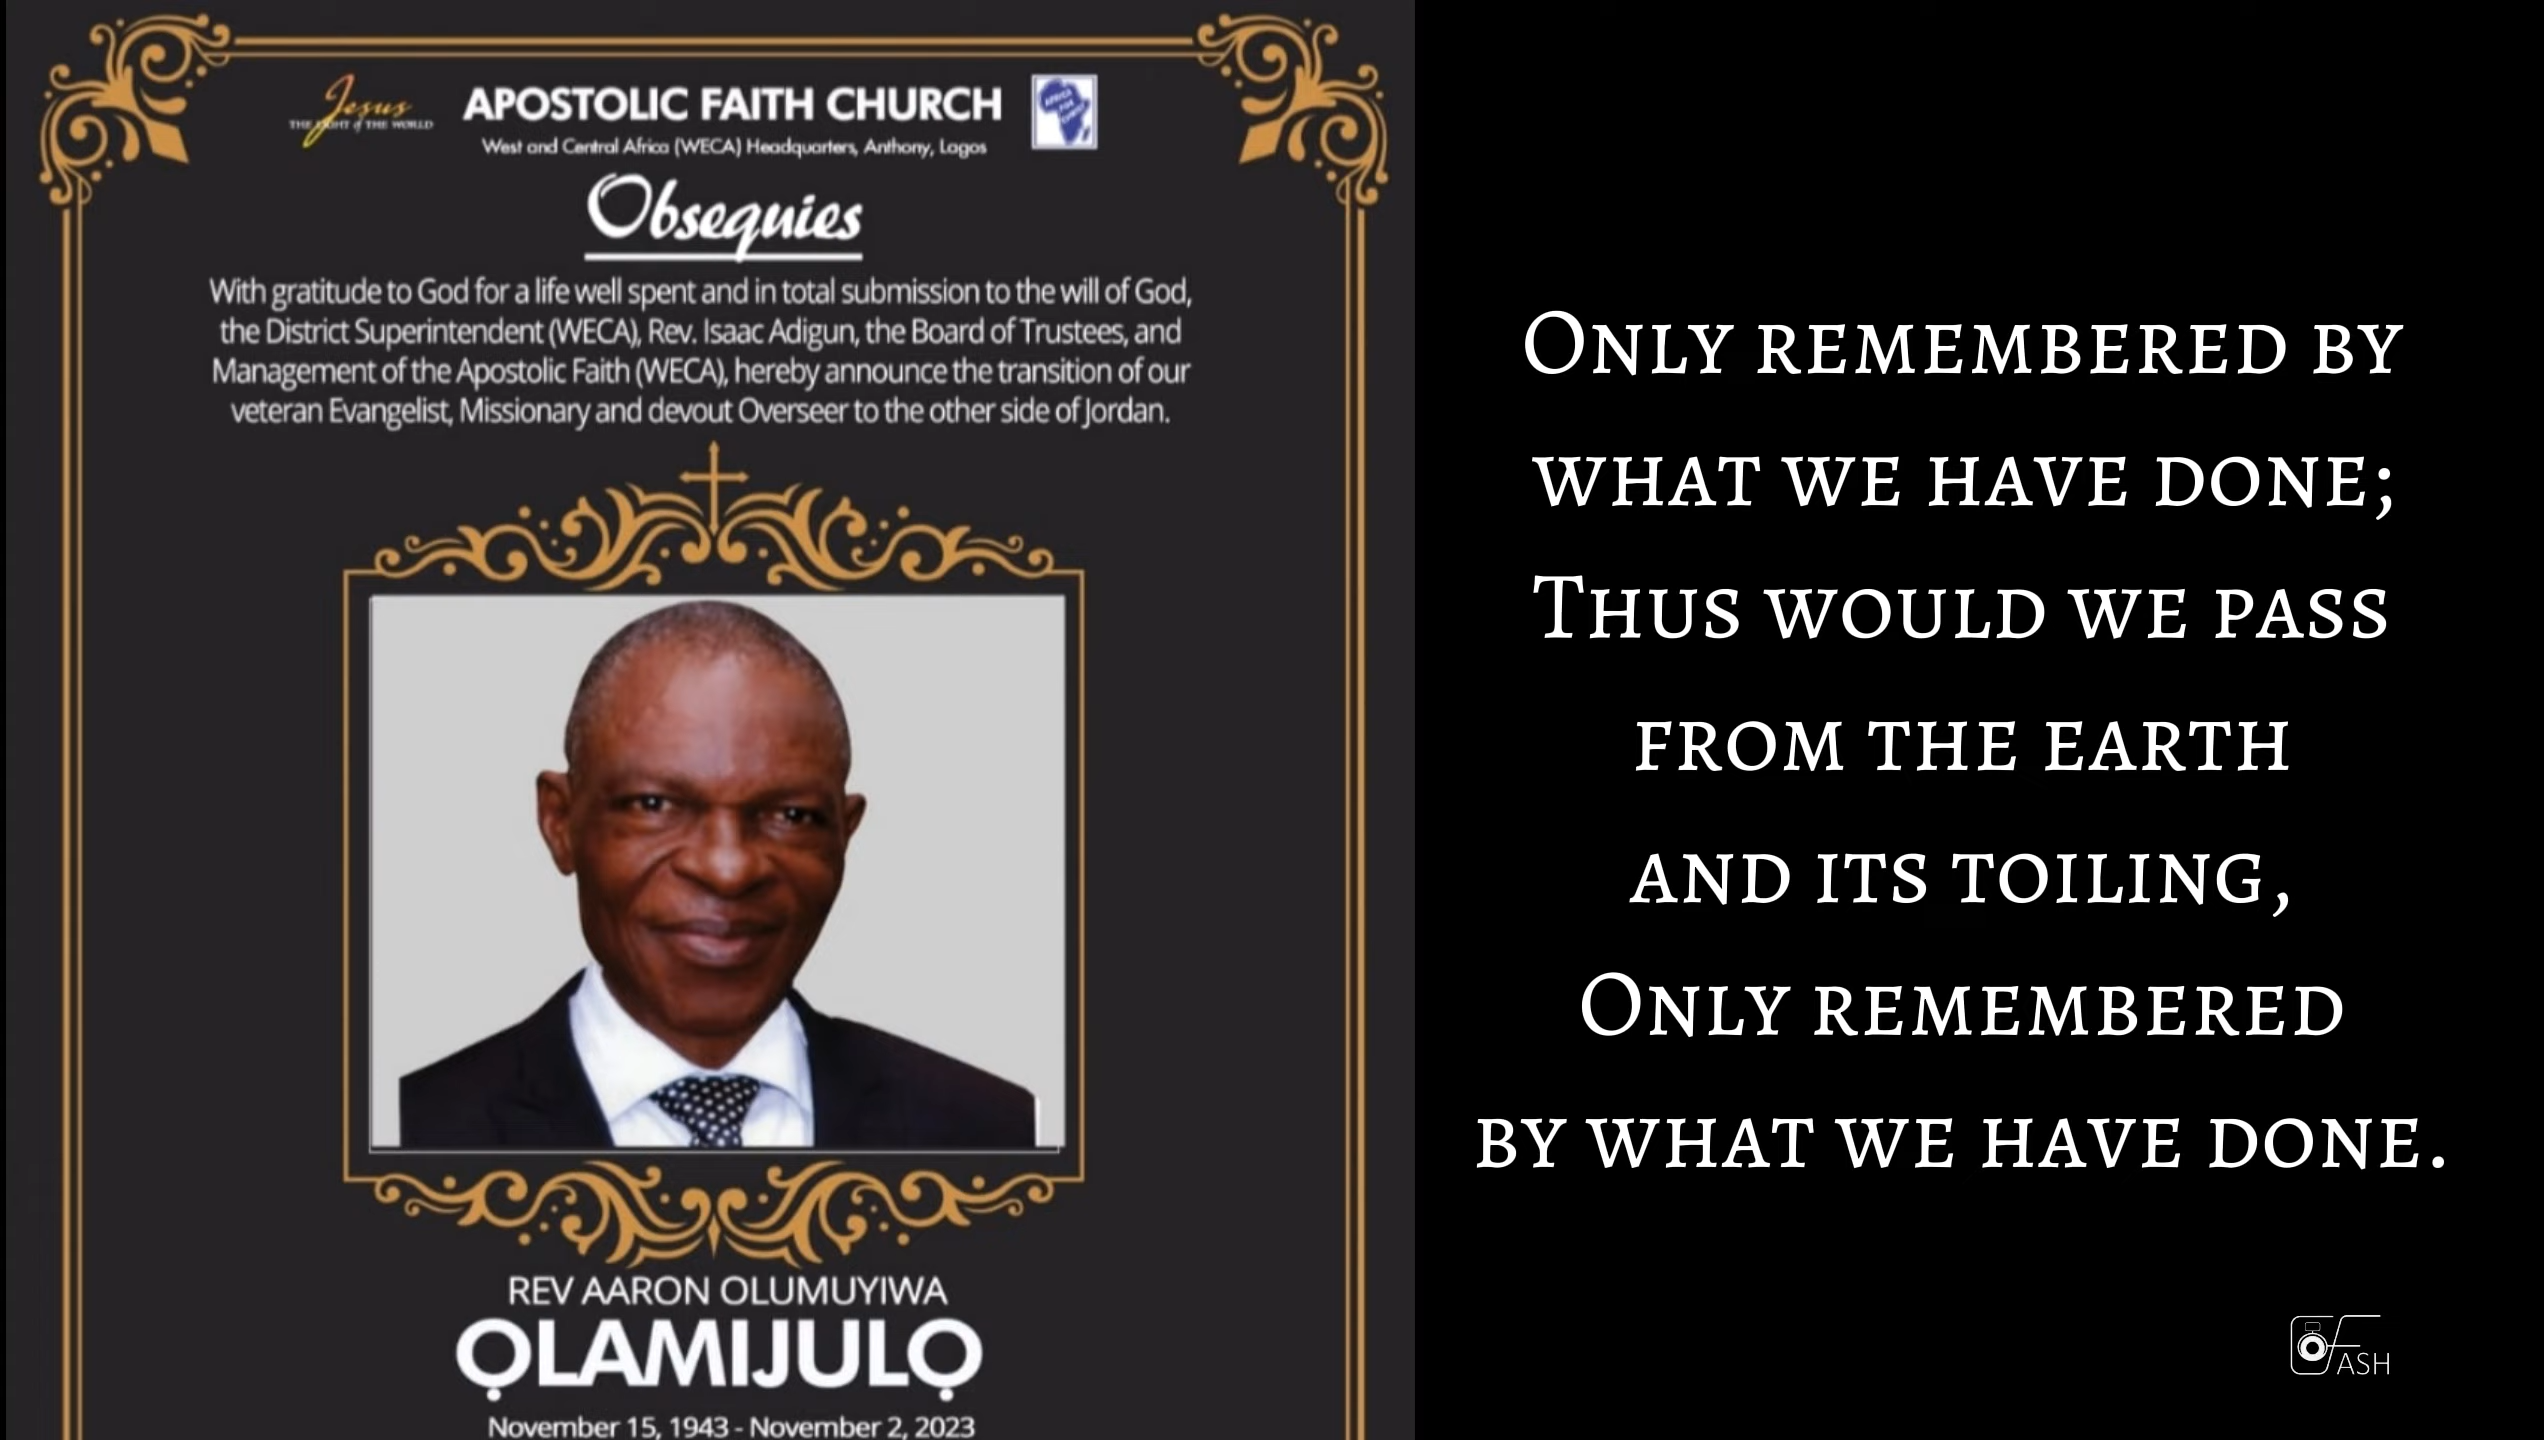 Jesus
THE LIGHT of THE WORLD
APOSTOLIC FAITH CHURCH
AFRICA
FOR
CHRIST
West and Central Africa (WECA) Headquarters, Anthony, Lagos
Obsequies
With gratitude to God for a life well spent and in total submission to the will of God,
the District Superintendent (WECA), Rev. Isaac Adigun, the Board of Trustees, and
Management of the Apostolic Faith (WECA), hereby announce the transition of our
veteran Evangelist, Missionary and devout Overseer to the other side of Jordan.
REV AARON OLUMUYIWA
ỌLAMIJULỌ
November 15, 1943 - November 2, 2023
Only remembered by
what we have done;
Thus would we pass
from the earth
and its toiling,
Only remembered
by what we have done.
FASH